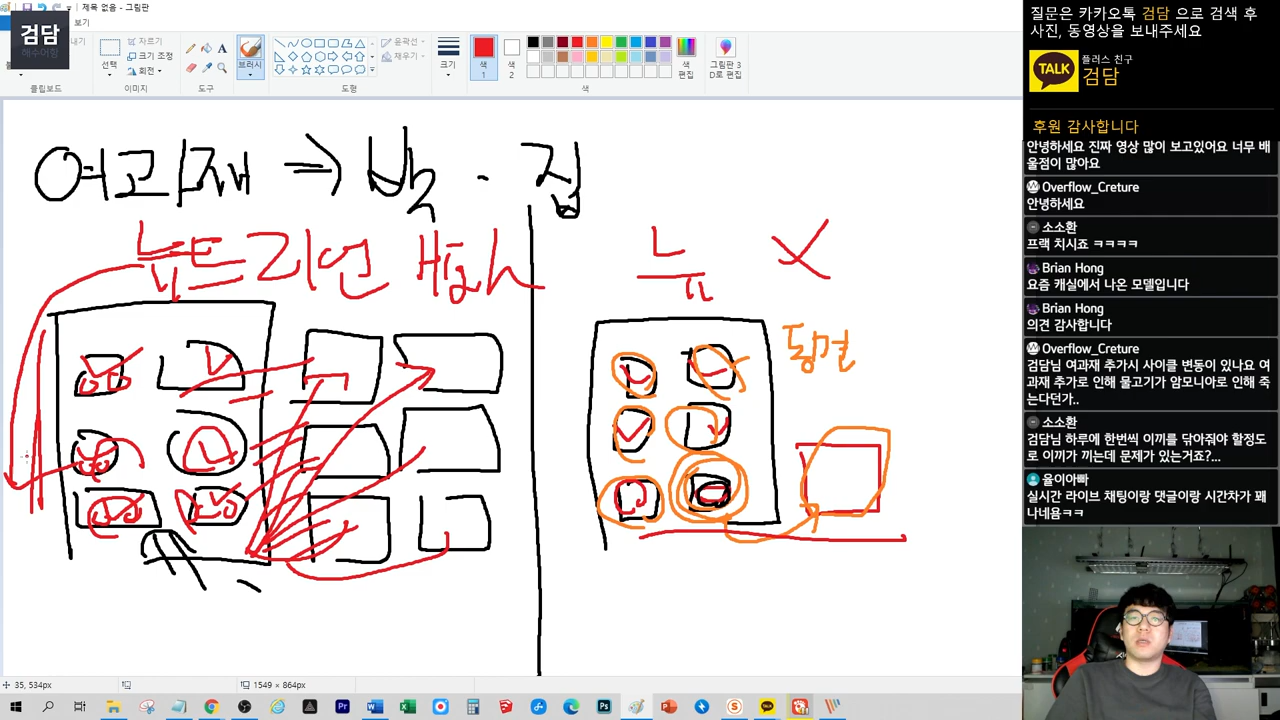 제목 없음 - 그림판
보기
검담
해수어항
내기
선택
자르기
크기 조정
회전
브러시
윤곽선
채우기
크기
색
1
색
2
색
편집
그림판 3
D로 편집
클립보드
이미지
도구
도형
색
여과재 ⇒ 박 · 집
뉴트리언 High
뉴 X
동결
35, 534px
1549 × 864px
질문은 카카오톡 검담 으로 검색 후
사진, 동영상을 보내주세요
TALK
플러스 친구
검담
후원 감사합니다
안녕하세요 진짜 영상 많이 보고있어요 너무 배
울점이 많아요
Overflow_Creture
안녕하세요
소소환
프랙 치시죠 ㅋㅋㅋㅋ
Brian Hong
요즘 캐실에서 나온 모델입니다
Brian Hong
의견 감사합니다
Overflow_Creture
검담님 여과재 추가시 사이클 변동이 있나요 여
과재 추가로 인해 물고기가 암모니아로 인해 죽
는다던가..
소소환
검담님 하루에 한번씩 이끼를 닦아줘야 할정도
로 이끼가 끼는데 문제가 있는거죠?...
율이아빠
실시간 라이브 채팅이랑 댓글이랑 시간차가 꽤
나네욤ㅋㅋ